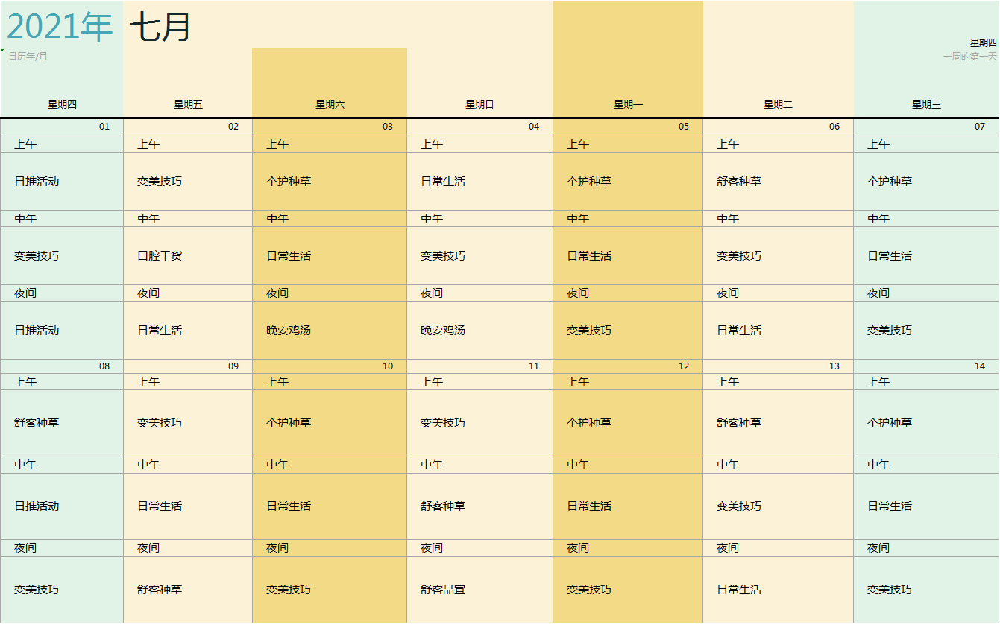 2021年 七月
星期四
日历年/月 一周的第一天
星期四 星期五 星期六 星期日 星期一 星期二 星期三
01 02 03 04 05 06 07
上午 上午 上午 上午 上午 上午 上午
日推活动 变美技巧 个护种草 日常生活 个护种草 舒客种草 个护种草
中午 中午 中午 中午 中午 中午 中午
变美技巧 口腔干货 日常生活 变美技巧 日常生活 变美技巧 日常生活
夜间 夜间 夜间 夜间 夜间 夜间 夜间
日推活动 日常生活 晚安鸡汤 晚安鸡汤 变美技巧 日常生活 变美技巧
08 09 10 11 12 13 14
上午 上午 上午 上午 上午 上午 上午
舒客种草 变美技巧 个护种草 变美技巧 个护种草 舒客种草 个护种草
中午 中午 中午 中午 中午 中午 中午
日推活动 日常生活 日常生活 舒客种草 日常生活 变美技巧 日常生活
夜间 夜间 夜间 夜间 夜间 夜间 夜间
变美技巧 舒客种草 变美技巧 舒客品宣 变美技巧 日常生活 变美技巧